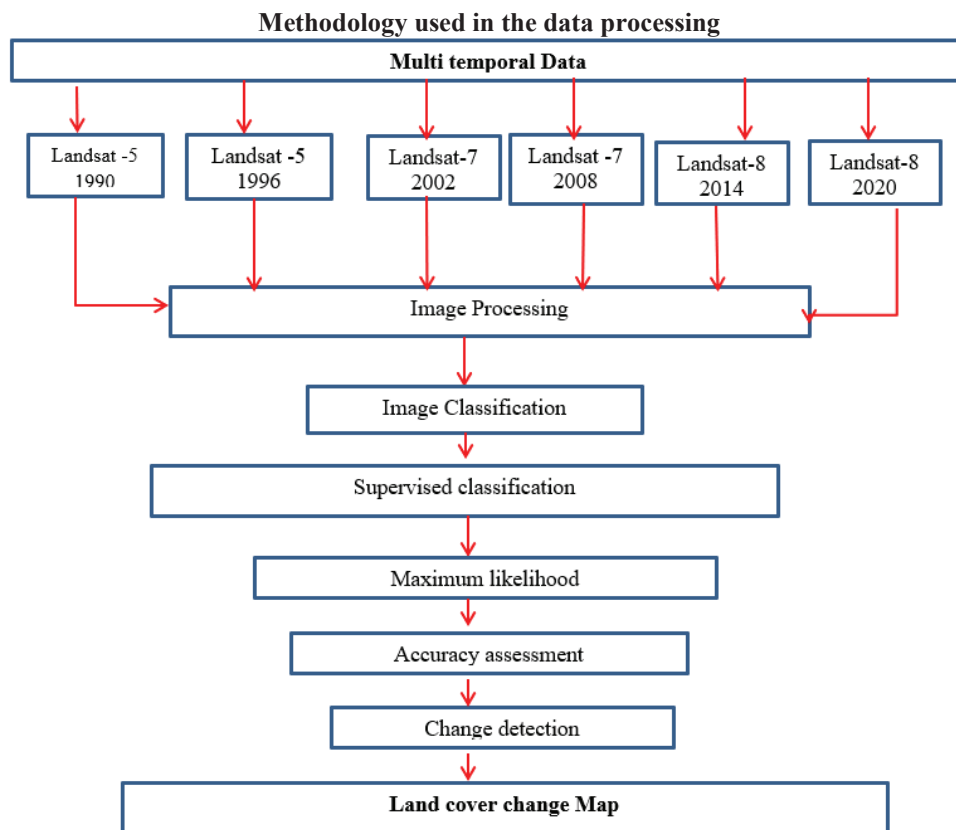 Methodology used in the data processing
Multi temporal Data
Landsat -5
1990
Landsat -5
1996
Landsat-7
2002
Landsat -7
2008
Landsat-8
2014
Landsat-8
2020
Image Processing
Image Classification
Supervised classification
Maximum likelihood
Accuracy assessment
Change detection
Land cover change Map